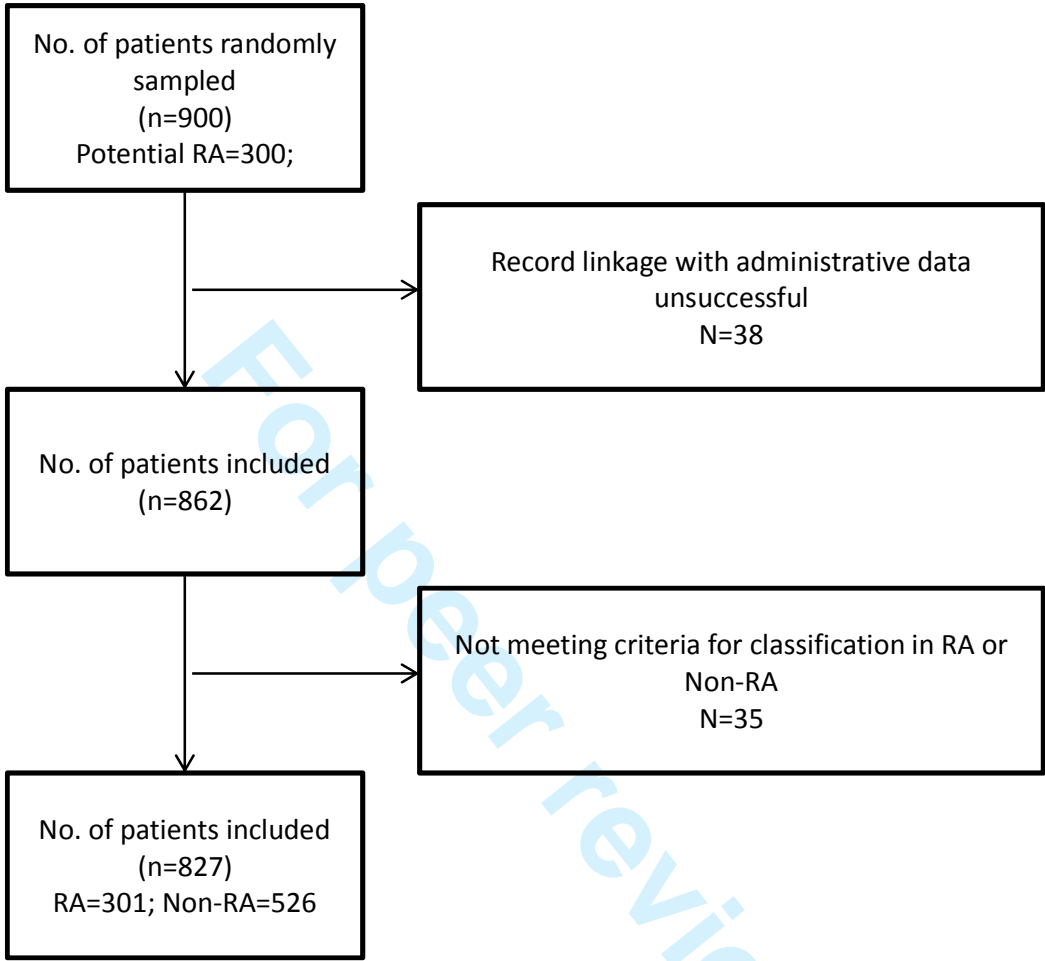 No. of patients randomly
sampled
(n=900)
Potential RA=300;
Record linkage with administrative data
unsuccessful
N=38
No. of patients included
(n=862)
Not meeting criteria for classification in RA or
Non-RA
N=35
No. of patients included
(n=827)
RA=301; Non-RA=526
For peer revie